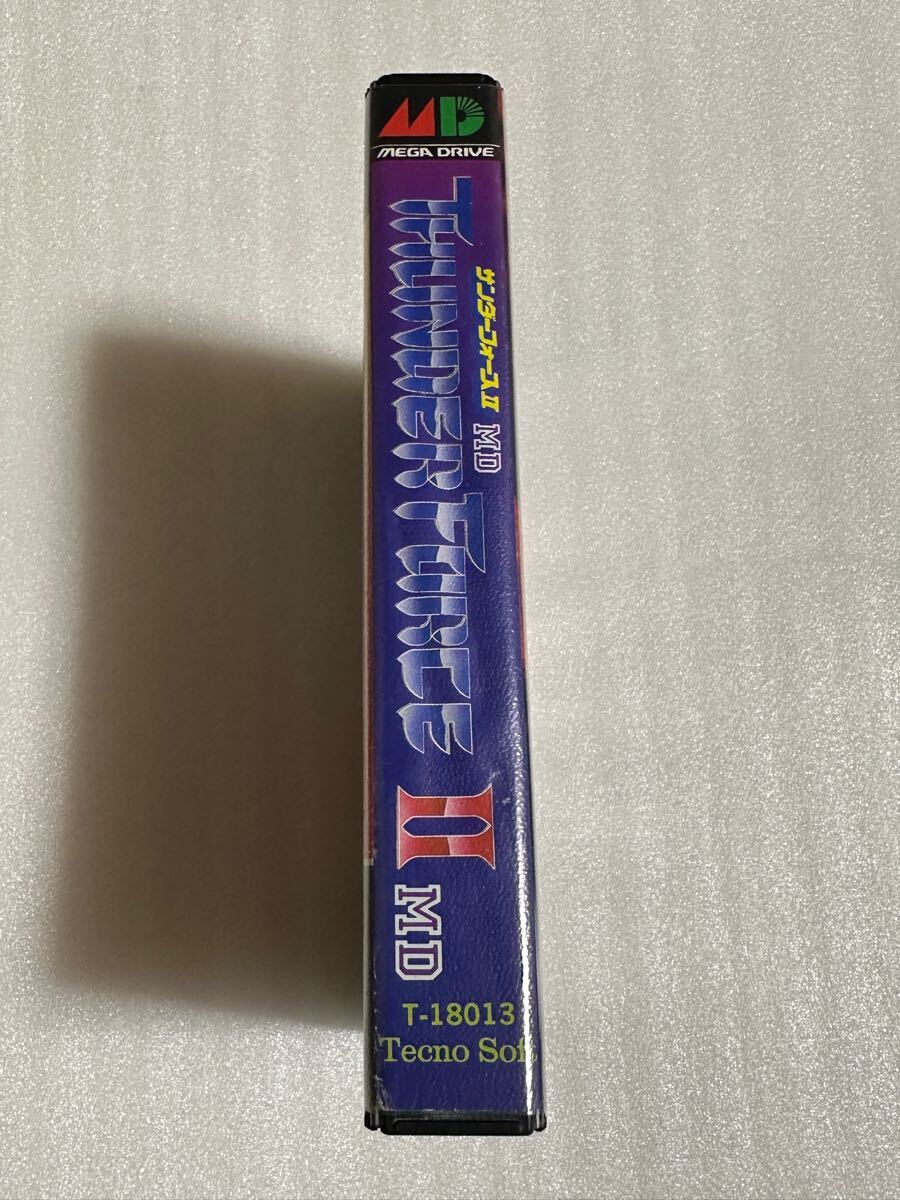 MD
MEGA DRIVE
サンダーフォースII MD
THUNDER FORCE II MD
T-18013
Tecno Soft